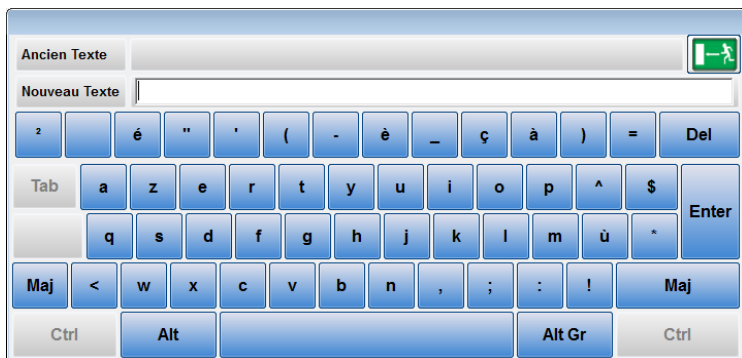 Ancien Texte
Nouveau Texte
² é " ' ( - è _ ç à ) = Del
Tab a z e r t y u i o p ^ $ Enter
q s d f g h j k l m ù *
Maj < w x c v b n , ; : ! Maj
Ctrl Alt Alt Gr Ctrl